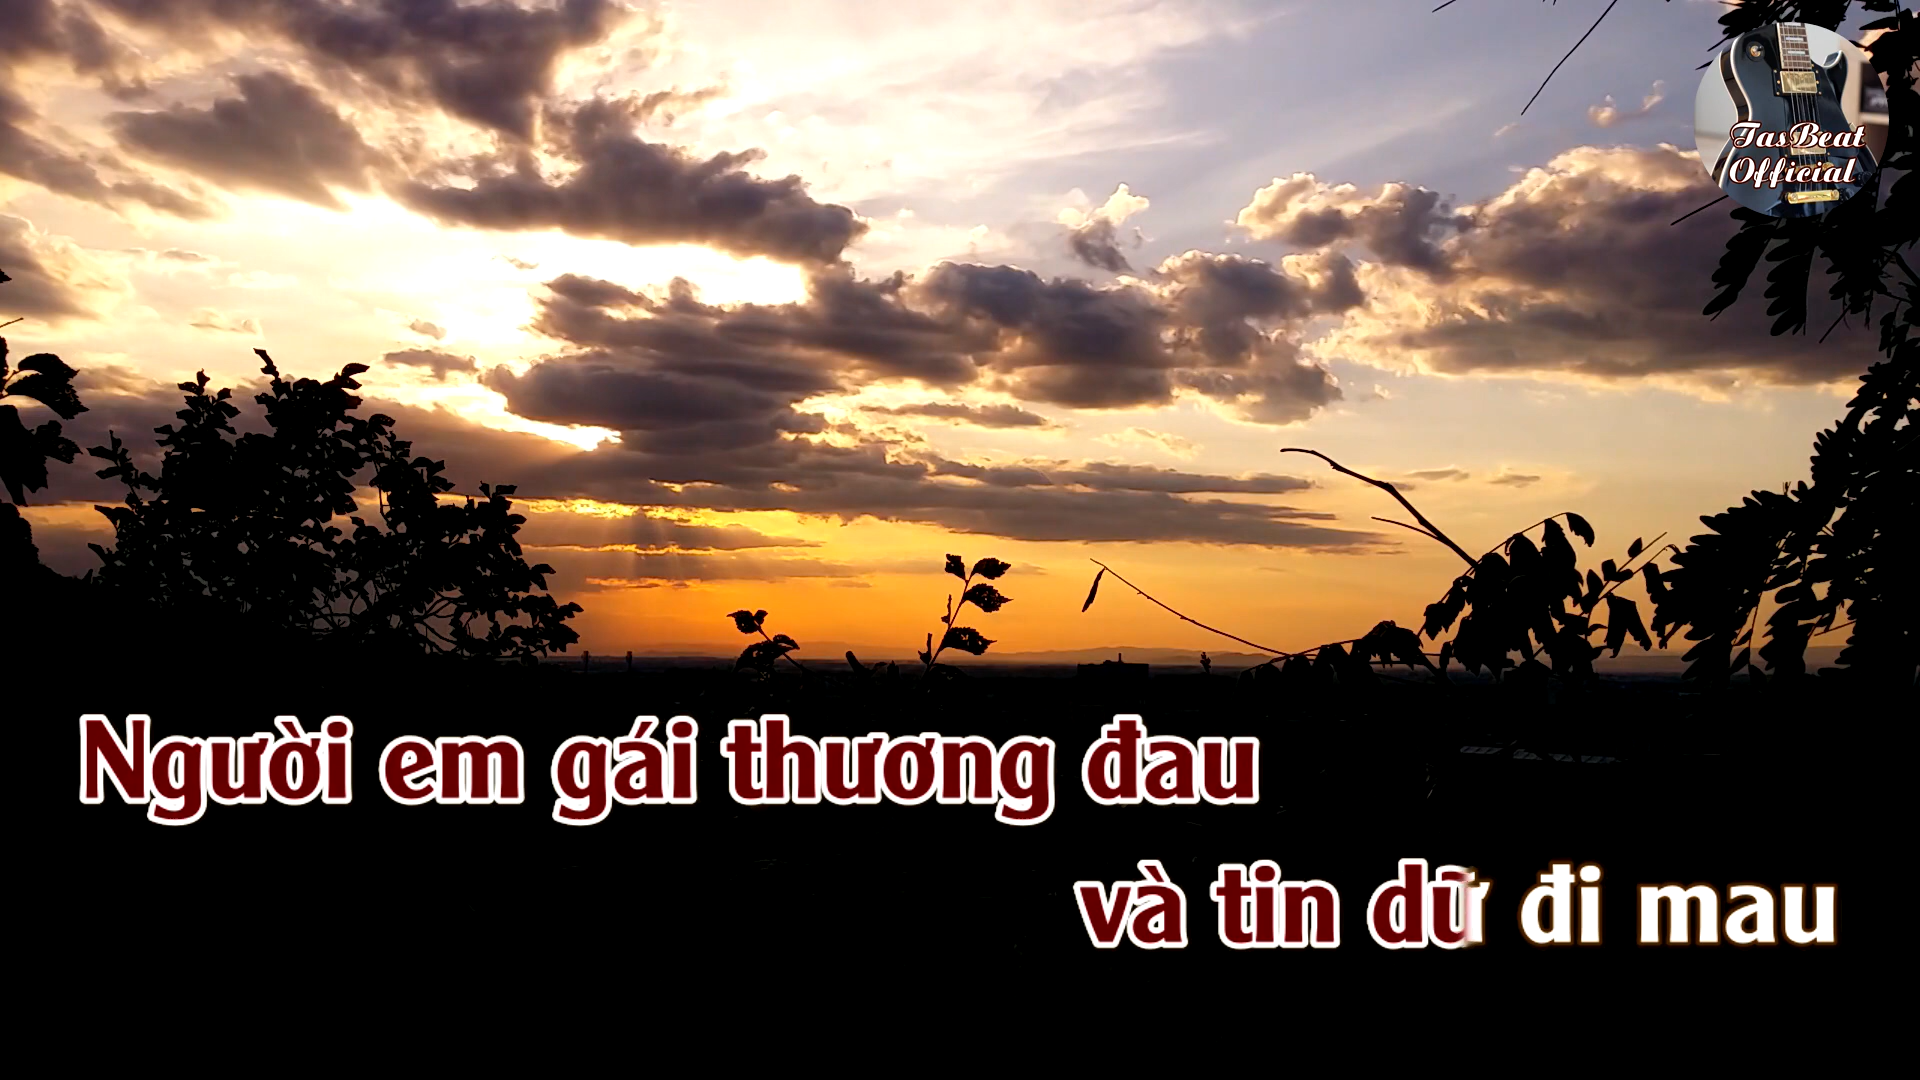 TasBeat
Official
Người em gái thương đau
và tin dữ đi mau